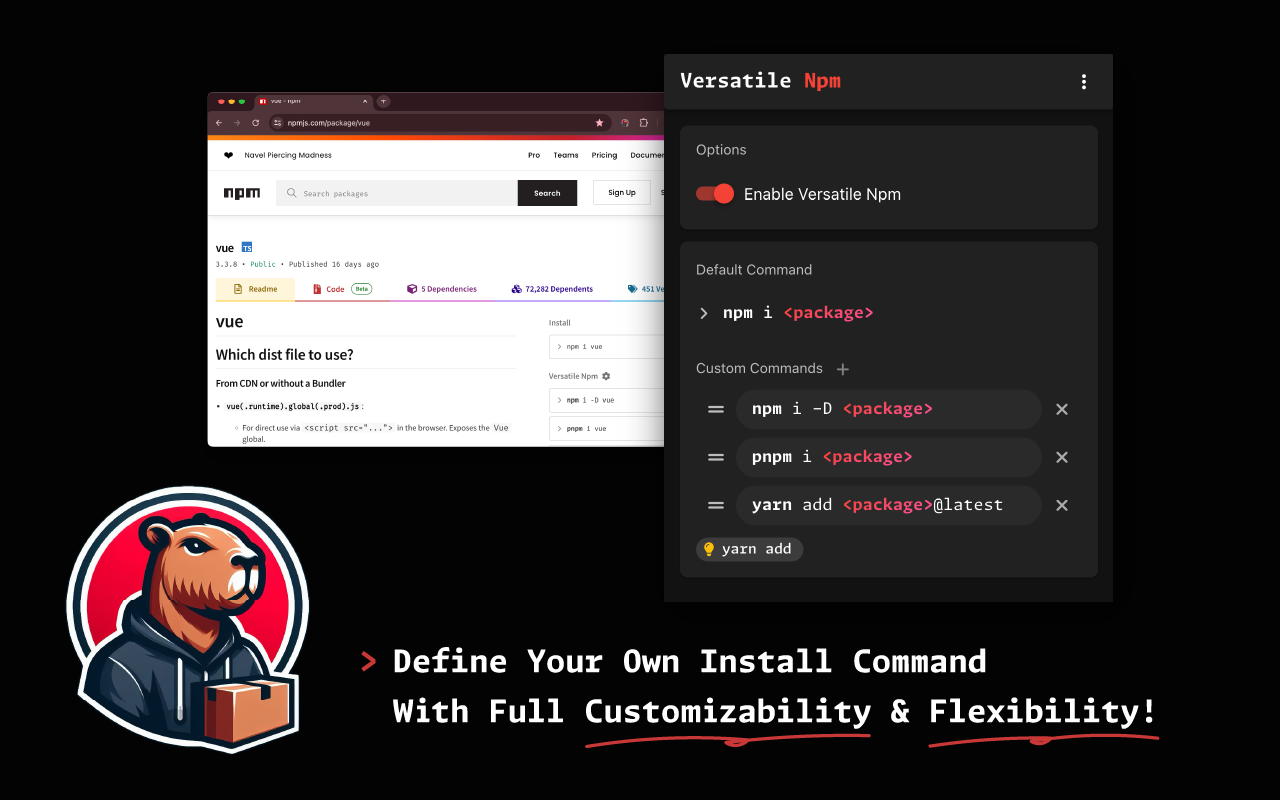 vue - npm
npmjs.com/package/vue
Navel Piercing Madness
Pro Teams Pricing Documen
npm
Search packages
Search
Sign Up
S
vue TS
3.3.8 • Public • Published 16 days ago
Readme
Code Beta
5 Dependencies
72,282 Dependents
451 Ve
vue
Which dist file to use?
From CDN or without a Bundler
• vue(.runtime).global(.prod).js :
For direct use via <script src="..."> in the browser. Exposes the Vue
global.
Install
> npm i vue
Versatile Npm
> npm i -D vue
> pnpm i vue
Versatile Npm
Options
Enable Versatile Npm
Default Command
> npm i <package>
Custom Commands +
npm i -D <package>
pnpm i <package>
yarn add <package>@latest
yarn add
> Define Your Own Install Command
With Full Customizability & Flexibility!